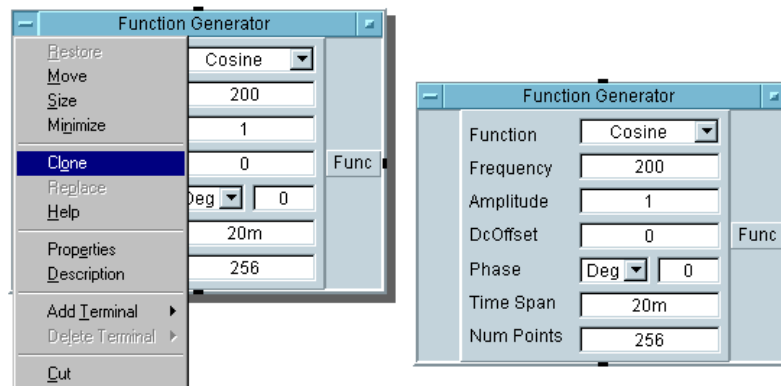 Function Generator
Restore
Move
Size
Minimize
Clone
Replace
Help
Properties
Description
Add Terminal
Delete Terminal
Cut
Cosine
200
1
0
Deg 0
20m
256
Func
Function Generator
Function Cosine
Frequency 200
Amplitude 1
DcOffset 0
Phase Deg 0
Time Span 20m
Num Points 256
Func